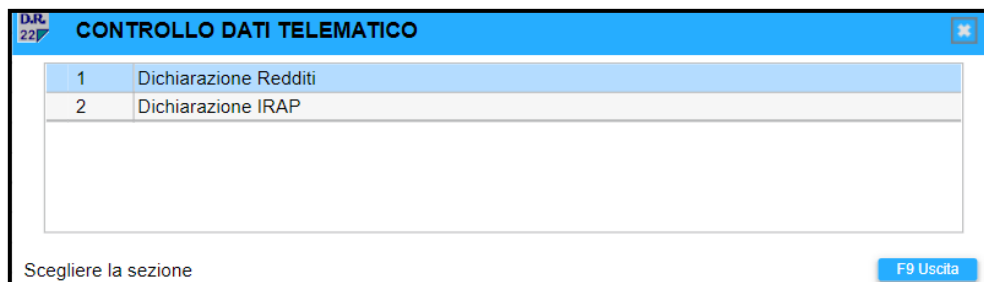 D.R.
22
CONTROLLO DATI TELEMATICO
1 Dichiarazione Redditi
2 Dichiarazione IRAP
Scegliere la sezione
F9 Uscita